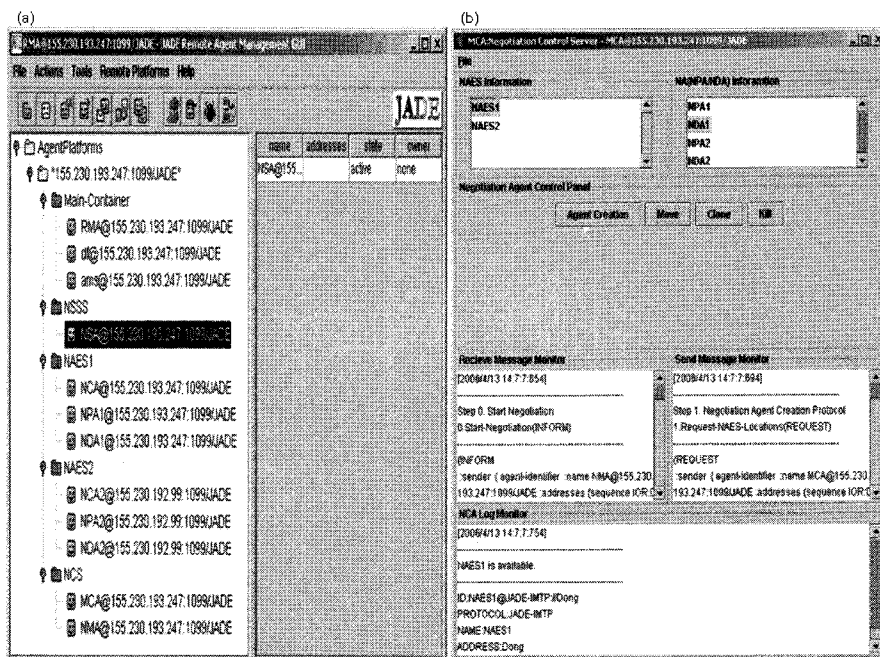 (a)
RMA@155.230.193.247:1099/JADE - JADE Remote Agent Management GUI
File Actions Tools Remote Platforms Help
JADE
AgentPlatforms
"155.230.193.247:1099/JADE"
Main-Container
RMA@155.230.193.247:1099/JADE
df@155.230.193.247:1099/JADE
ams@155.230.193.247:1099/JADE
NSSS
NSA@155.230.193.247:1099/JADE
NAES1
NCA@155.230.193.247:1099/JADE
NPA1@155.230.193.247:1099/JADE
NDA1@155.230.193.247:1099/JADE
NAES2
NCA2@155.230.192.99:1099/JADE
NPA2@155.230.192.99:1099/JADE
NDA2@155.230.192.99:1099/JADE
NCS
MCA@155.230.193.247:1099/JADE
NMA@155.230.193.247:1099/JADE
name addresses state owner
NSA@155... active none
(b)
MCA:Negotiation Control Server - MCA@155.230.193.247:1099/JADE
File
NAES Information
NAES1
NAES2
NA(NPA/NDA) Inforamtion
NPA1
NDA1
NPA2
NDA2
Negotiation Agent Control Panel
Agent Creation Move Clone Kill
Recieve Message Monitor
[2006/4/13 14:7:7:654]
Step 0. Start Negotiation
0.Start-Negotiation(INFORM)
(INFORM
:sender ( agent-identifier :name NMA@155.230.
193.247:1099/JADE :addresses (sequence IOR:0
Send Message Monitor
[2006/4/13 14:7:7:694]
Step 1. Negotiation Agent Creation Protocol
1.Request-NAES-Locations(REQUEST)
(REQUEST
:sender ( agent-identifier :name MCA@155.230
193.247:1099/JADE :addresses (sequence IOR:0
NCA Log Monitor
[2006/4/13 14:7:7:754]
NAES1 is available.
ID:NAES1@JADE-IMTP://Dong
PROTOCOL:JADE-IMTP
NAME:NAES1
ADDRESS:Dong